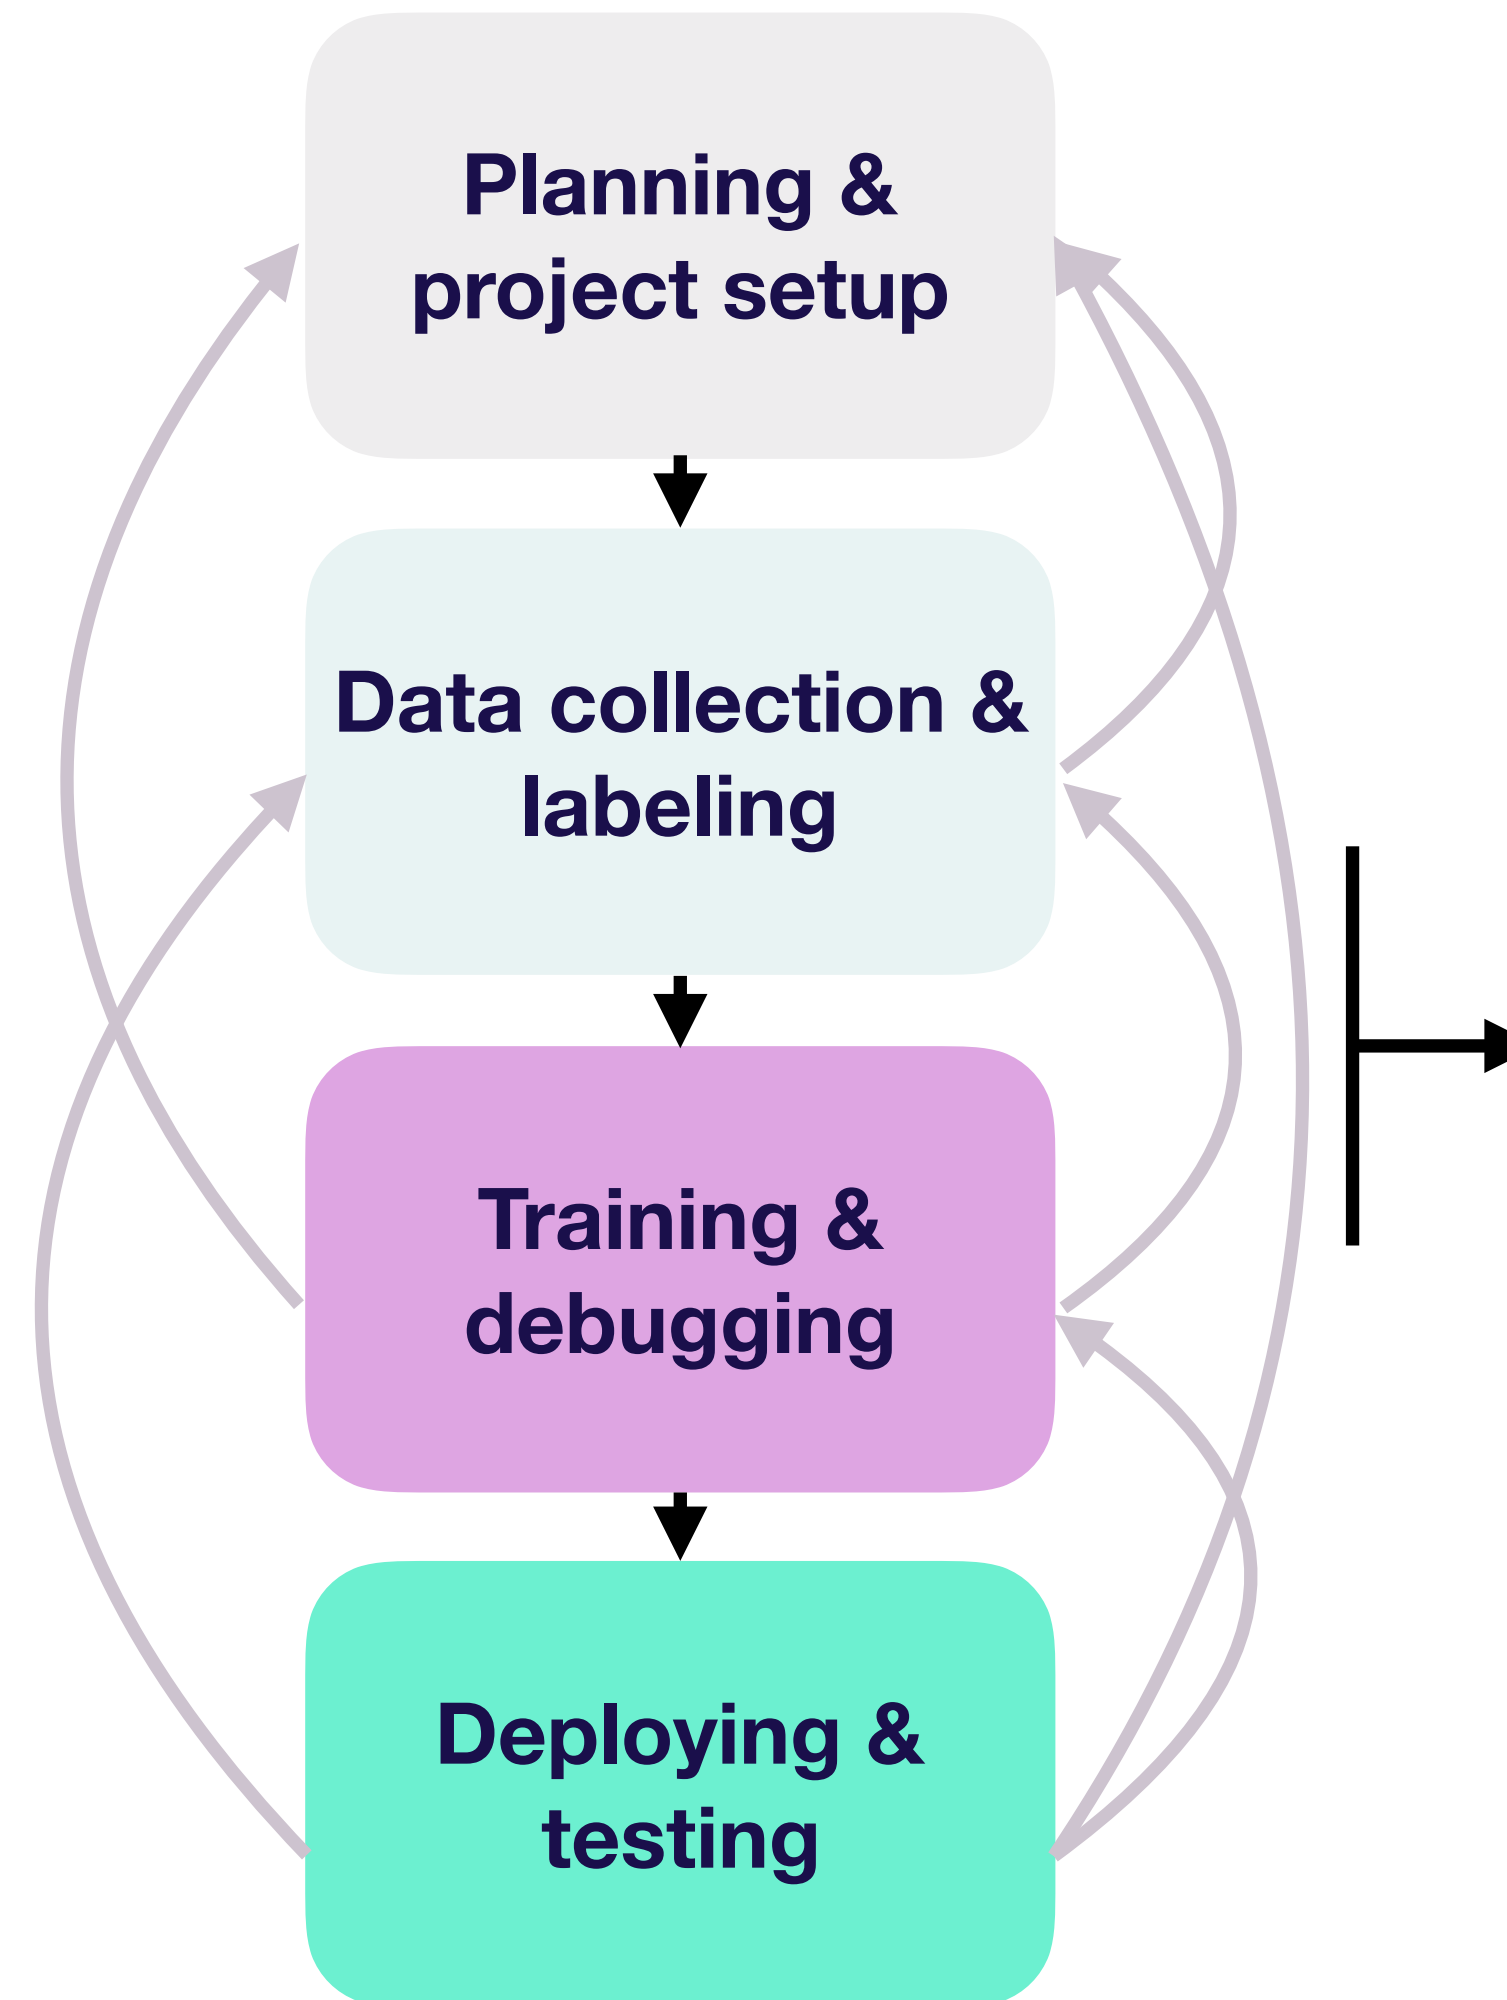 Planning &
project setup
Data collection &
labeling
Training &
debugging
Deploying &
testing